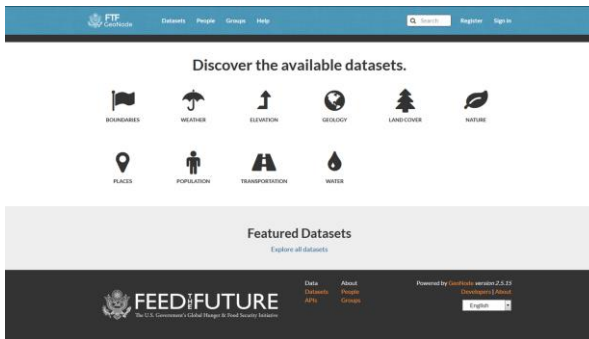 FTF
GeoNode
Datasets People Groups Help
Search
Register Sign in
Discover the available datasets.
BOUNDARIES WEATHER ELEVATION GEOLOGY LAND COVER NATURE
PLACES POPULATION TRANSPORTATION WATER
Featured Datasets
Explore all datasets
Data About Powered by GeoNode version 2.5.15
Datasets People Developers | About
APIs Groups
English
FEED THE FUTURE
The U.S. Government's Global Hunger & Food Security Initiative